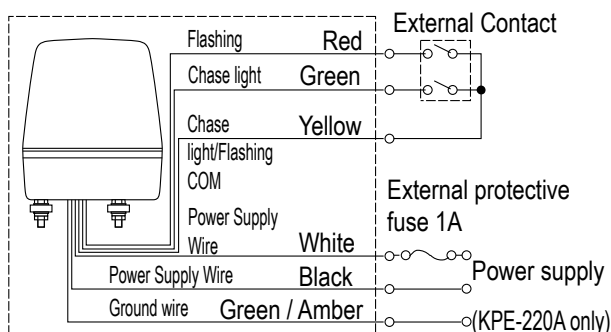 External Contact
Flashing Red
Chase light Green
Chase Yellow
light/Flashing
COM
External protective
fuse 1A
Power Supply
Wire White
Power supply
Power Supply Wire Black
Ground wire Green / Amber
(KPE-220A only)